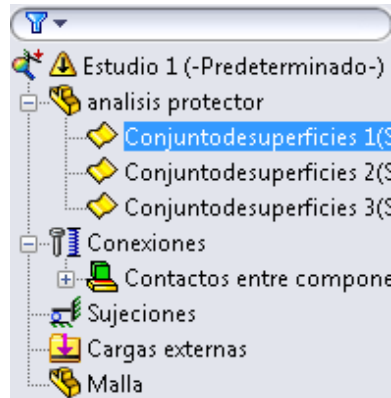 Estudio 1 (-Predeterminado-)
analisis protector
Conjuntodesuperficies 1(S
Conjuntodesuperficies 2(S
Conjuntodesuperficies 3(S
Conexiones
Contactos entre compone
Sujeciones
Cargas externas
Malla